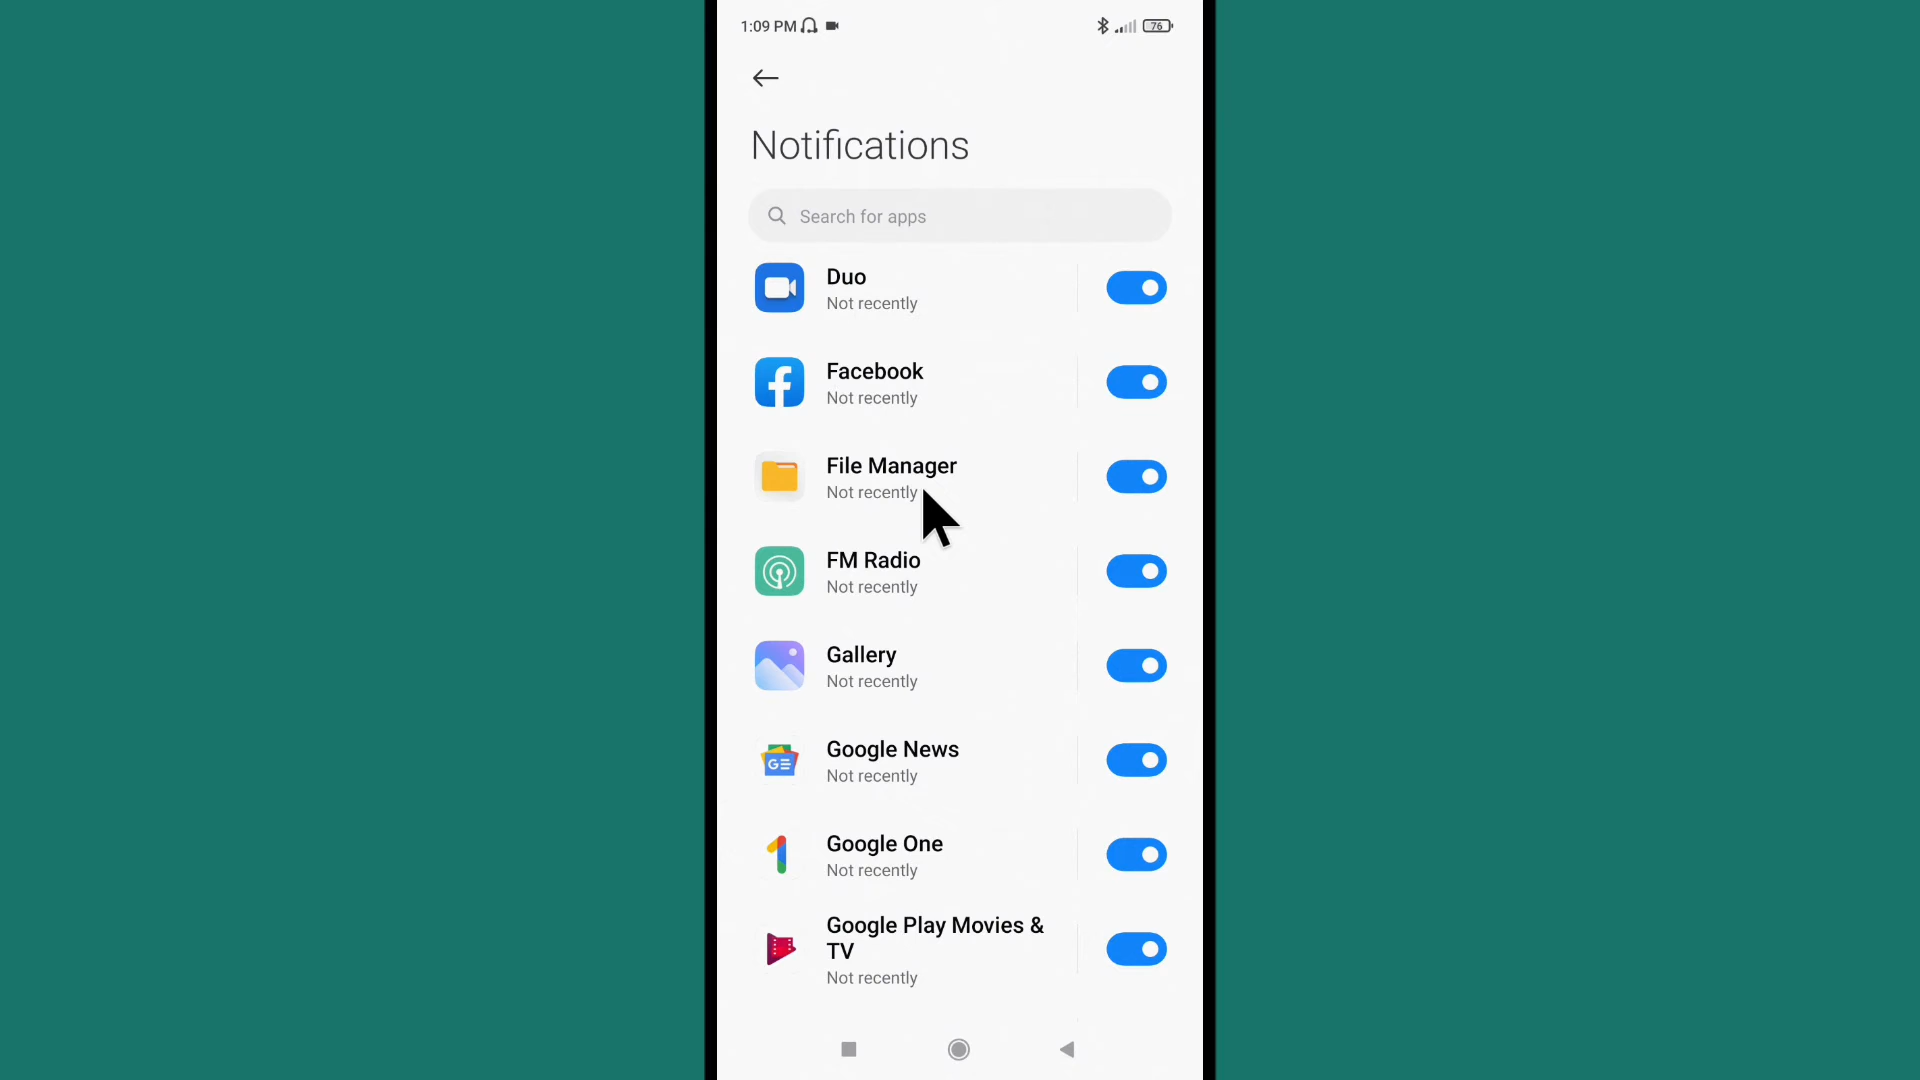 1:09 PM
76
Notifications
Search for apps
Duo
Not recently
Facebook
Not recently
File Manager
Not recently
FM Radio
Not recently
Gallery
Not recently
Google News
Not recently
Google One
Not recently
Google Play Movies &
TV
Not recently